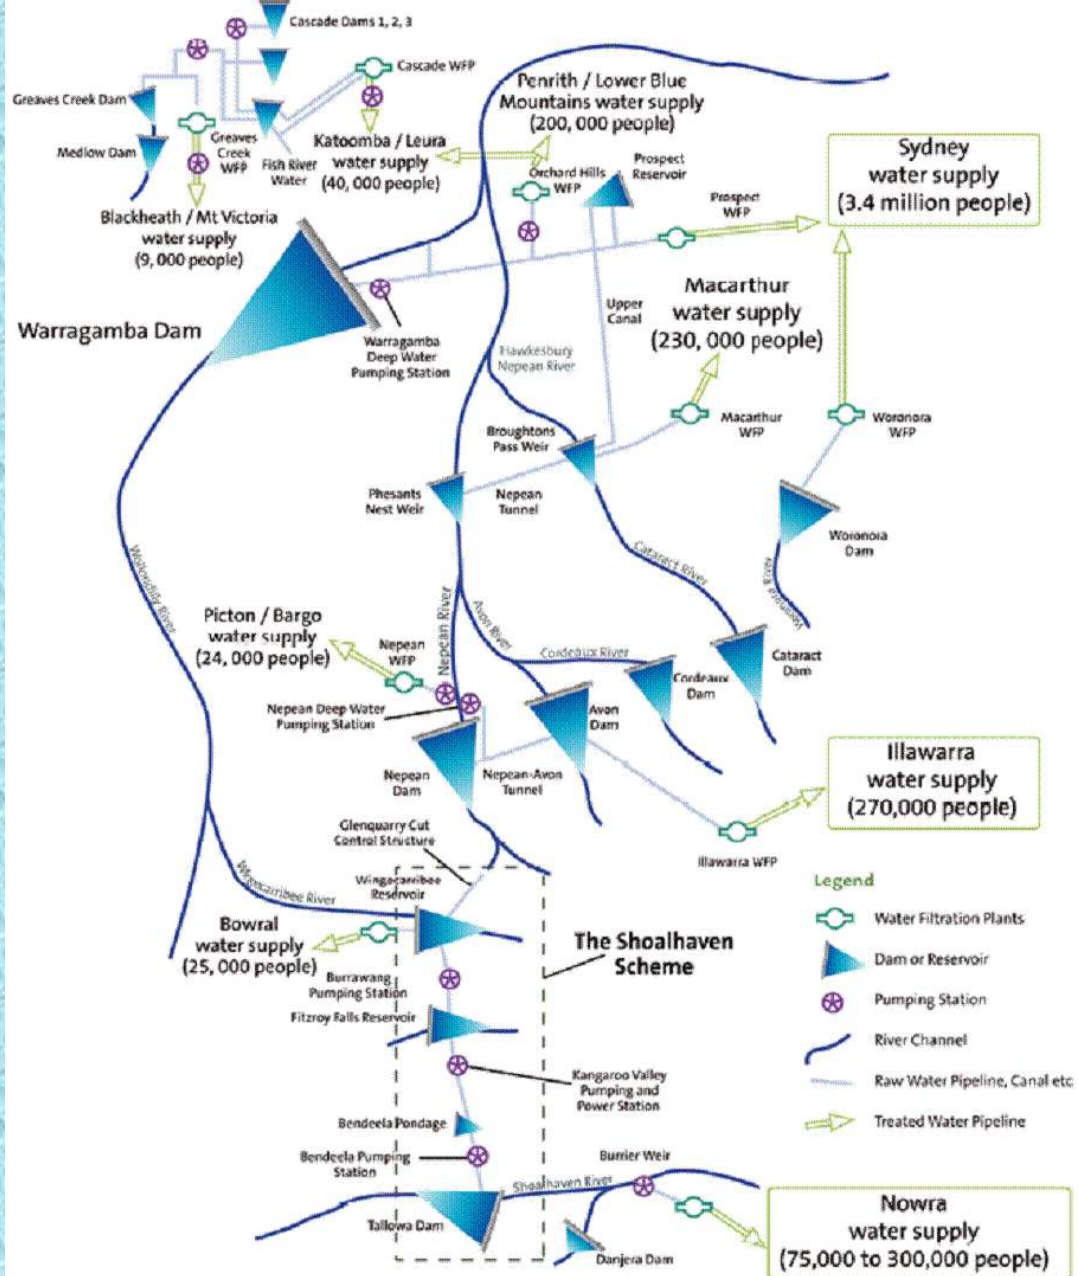 Cascade Dams 1, 2, 3
Cascade WFP
Greaves Creek Dam
Medlow Dam
Greaves
Creek
WFP
Fish River
Water
Katoomba / Leura
water supply
(40, 000 people)
Blackheath / Mt Victoria
water supply
(9, 000 people)
Penrith / Lower Blue
Mountains water supply
(200, 000 people)
Orchard Hills
WFP
Prospect
Reservoir
Prospect
WFP
Sydney
water supply
(3.4 million people)
Warragamba Dam
Warragamba
Deep Water
Pumping Station
Upper
Canal
Macarthur
water supply
(230, 000 people)
Hawkesbury
Nepean River
Broughtons
Pass Weir
Macarthur
WFP
Woronora
WFP
Phesants
Nest Weir
Nepean
Tunnel
Woronora
Dam
Woronora River
Cataract River
Wollondilly River
Picton / Bargo
water supply
(24, 000 people)
Nepean
WFP
Nepean River
Avon River
Cordeaux River
Cordeaux
Dam
Cataract
Dam
Nepean Deep Water
Pumping Station
Avon
Dam
Nepean
Dam
Nepean-Avon
Tunnel
Illawarra
water supply
(270,000 people)
Illawarra WFP
Glenquarry Cut
Control Structure
Wingecarribee
Reservoir
Wingecarribee River
Bowral
water supply
(25, 000 people)
The Shoalhaven
Scheme
Burrawang
Pumping Station
Fitzroy Falls Reservoir
Kangaroo Valley
Pumping and
Power Station
Bendeela Pondage
Bendeela Pumping
Station
Burrier Weir
Shoalhaven River
Tallowa Dam
Danjera Dam
Nowra
water supply
(75,000 to 300,000 people)
Legend
Water Filtration Plants
Dam or Reservoir
Pumping Station
River Channel
Raw Water Pipeline, Canal etc
Treated Water Pipeline